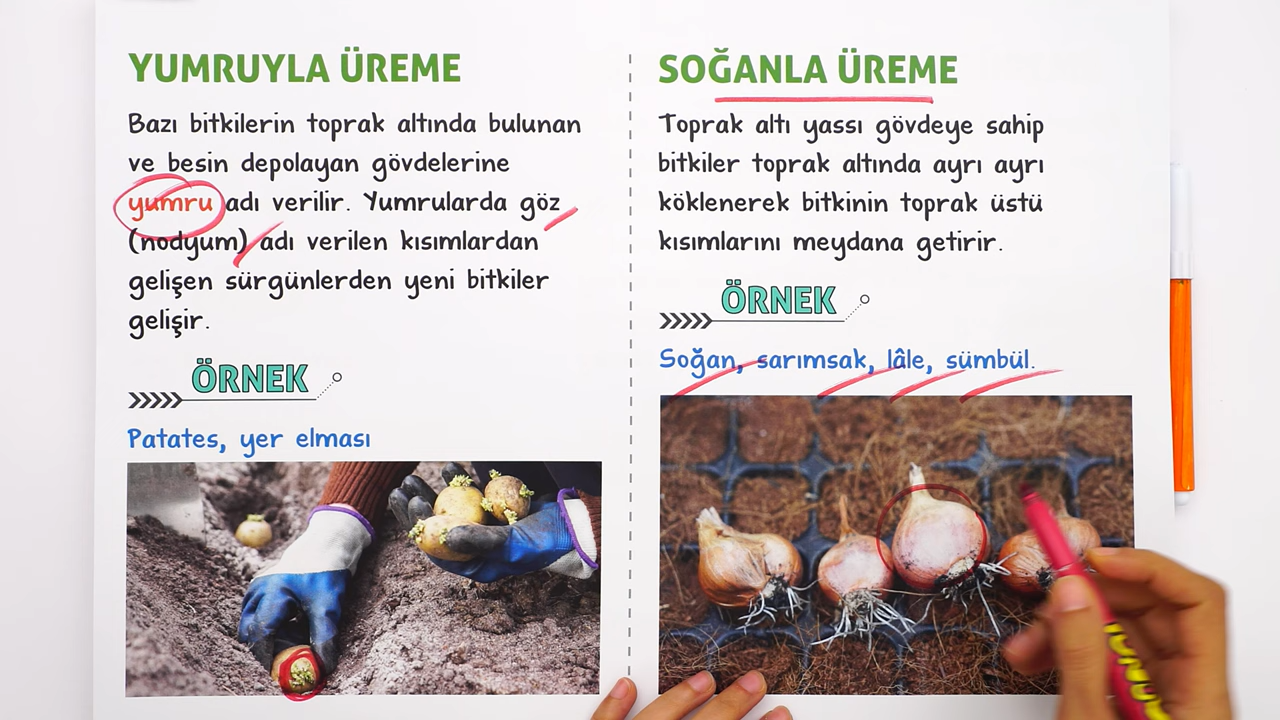 YUMRUYLA ÜREME
Bazı bitkilerin toprak altında bulunan
ve besin depolayan gövdelerine
yumru adı verilir. Yumrularda göz
(nodyum) adı verilen kısımlardan
gelişen sürgünlerden yeni bitkiler
gelişir.
ÖRNEK
Patates, yer elması
SOĞANLA ÜREME
Toprak altı yassı gövdeye sahip
bitkiler toprak altında ayrı ayrı
köklenerek bitkinin toprak üstü
kısımlarını meydana getirir.
ÖRNEK
Soğan, sarımsak, lâle, sümbül.